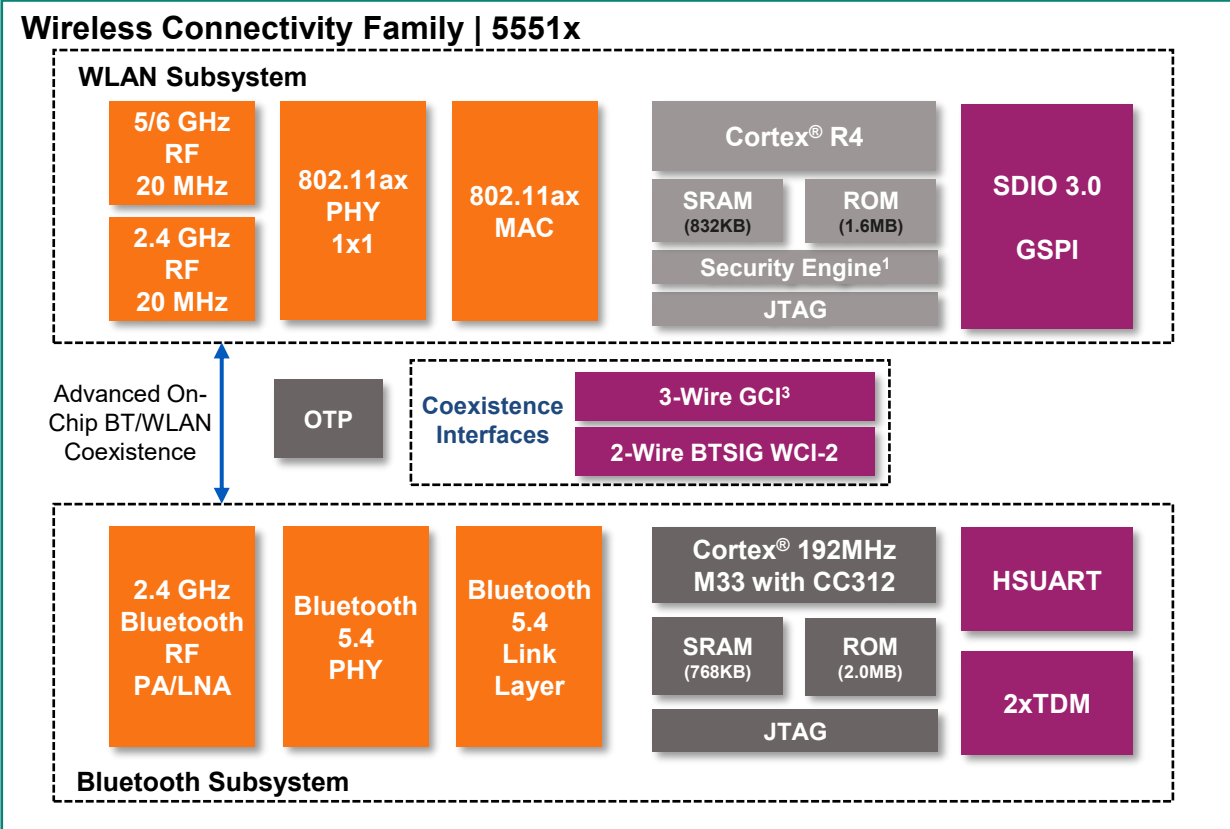 Wireless Connectivity Family | 5551x
WLAN Subsystem
5/6 GHz
RF
20 MHz
2.4 GHz
RF
20 MHz
802.11ax
PHY
1x1
802.11ax
MAC
Cortex® R4
SRAM
(832KB)
ROM
(1.6MB)
Security Engine¹
JTAG
SDIO 3.0
GSPI
Advanced On-
Chip BT/WLAN
Coexistence
OTP
Coexistence
Interfaces
3-Wire GCI³
2-Wire BTSIG WCI-2
2.4 GHz
Bluetooth
RF
PA/LNA
Bluetooth
5.4
PHY
Bluetooth
5.4
Link
Layer
Cortex® 192MHz
M33 with CC312
SRAM
(768KB)
ROM
(2.0MB)
JTAG
HSUART
2xTDM
Bluetooth Subsystem